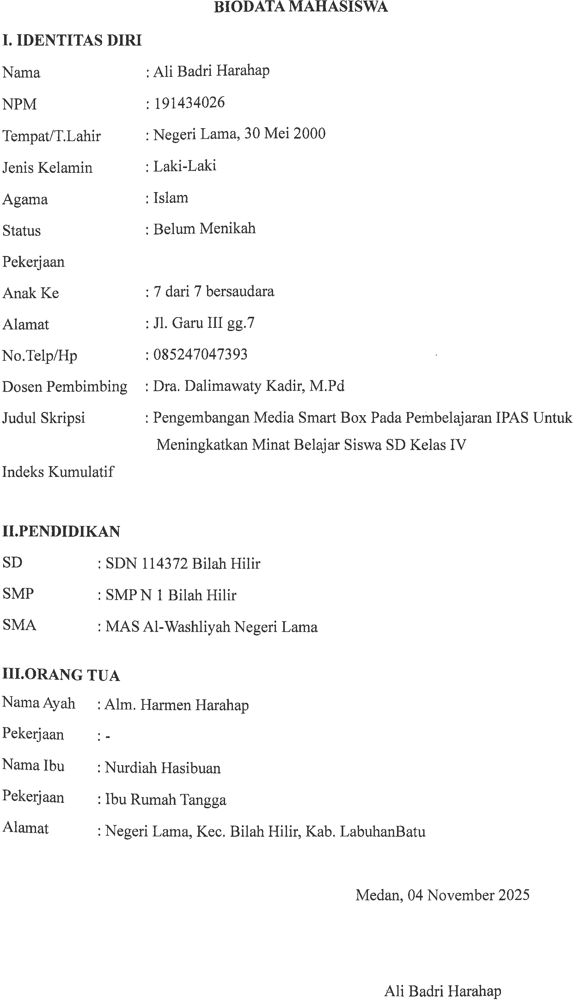 BIODATA MAHASISWA
I. IDENTITAS DIRI
Nama : Ali Badri Harahap
NPM : 191434026
Tempat/T.Lahir : Negeri Lama, 30 Mei 2000
Jenis Kelamin : Laki-Laki
Agama : Islam
Status : Belum Menikah
Pekerjaan
Anak Ke : 7 dari 7 bersaudara
Alamat : Jl. Garu III gg.7
No.Telp/Hp : 085247047393
Dosen Pembimbing : Dra. Dalimawaty Kadir, M.Pd
Judul Skripsi : Pengembangan Media Smart Box Pada Pembelajaran IPAS Untuk
Meningkatkan Minat Belajar Siswa SD Kelas IV
Indeks Kumulatif
II.PENDIDIKAN
SD : SDN 114372 Bilah Hilir
SMP : SMP N 1 Bilah Hilir
SMA : MAS Al-Washliyah Negeri Lama
III.ORANG TUA
Nama Ayah : Alm. Harmen Harahap
Pekerjaan : -
Nama Ibu : Nurdiah Hasibuan
Pekerjaan : Ibu Rumah Tangga
Alamat : Negeri Lama, Kec. Bilah Hilir, Kab. LabuhanBatu
Medan, 04 November 2025
Ali Badri Harahap